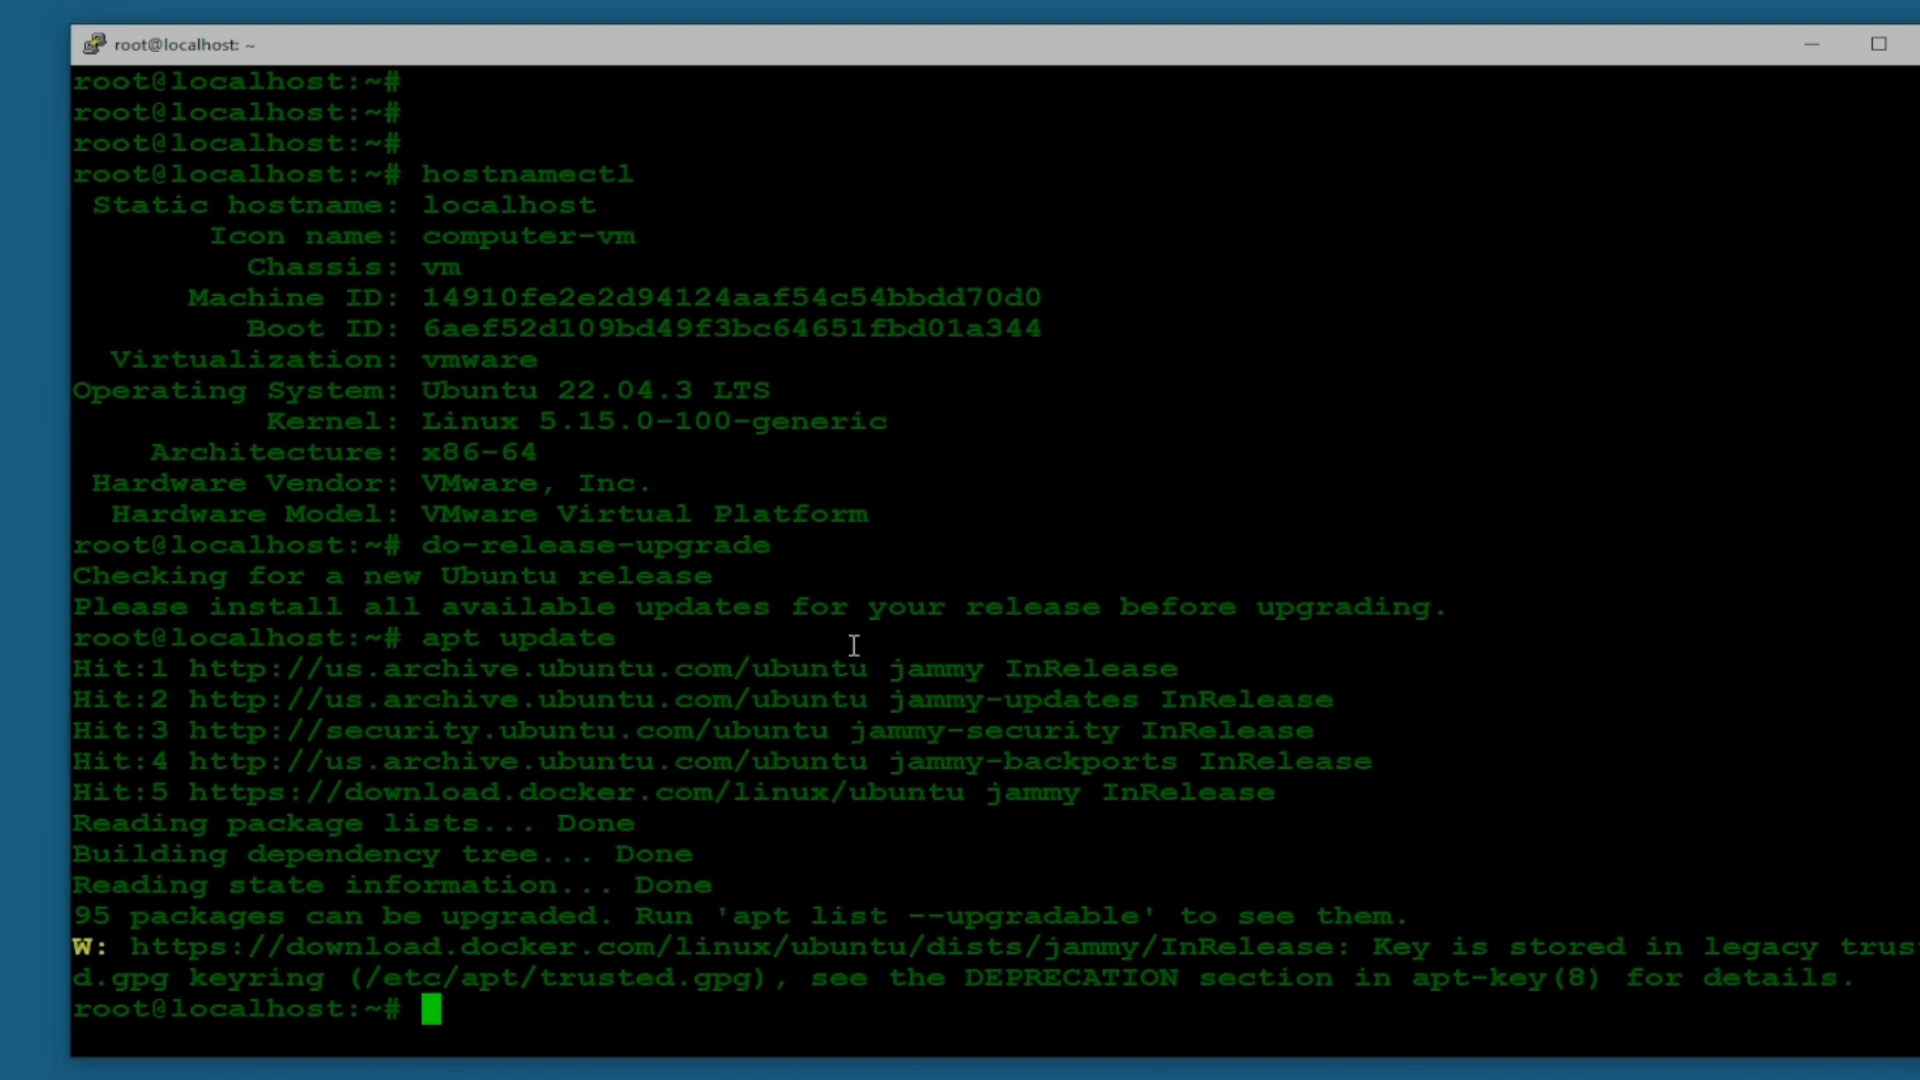 root@localhost: ~
root@localhost:~#
root@localhost:~#
root@localhost:~#
root@localhost:~# hostnamectl
Static hostname: localhost
Icon name: computer-vm
Chassis: vm
Machine ID: 14910fe2e2d94124aaf54c54bbdd70d0
Boot ID: 6aef52d109bd49f3bc64651fbd01a344
Virtualization: vmware
Operating System: Ubuntu 22.04.3 LTS
Kernel: Linux 5.15.0-100-generic
Architecture: x86-64
Hardware Vendor: VMware, Inc.
Hardware Model: VMware Virtual Platform
root@localhost:~# do-release-upgrade
Checking for a new Ubuntu release
Please install all available updates for your release before upgrading.
root@localhost:~# apt update
Hit:1 http://us.archive.ubuntu.com/ubuntu jammy InRelease
Hit:2 http://us.archive.ubuntu.com/ubuntu jammy-updates InRelease
Hit:3 http://security.ubuntu.com/ubuntu jammy-security InRelease
Hit:4 http://us.archive.ubuntu.com/ubuntu jammy-backports InRelease
Hit:5 https://download.docker.com/linux/ubuntu jammy InRelease
Reading package lists... Done
Building dependency tree... Done
Reading state information... Done
95 packages can be upgraded. Run 'apt list --upgradable' to see them.
W: https://download.docker.com/linux/ubuntu/dists/jammy/InRelease: Key is stored in legacy trus
d.gpg keyring (/etc/apt/trusted.gpg), see the DEPRECATION section in apt-key(8) for details.
root@localhost:~#